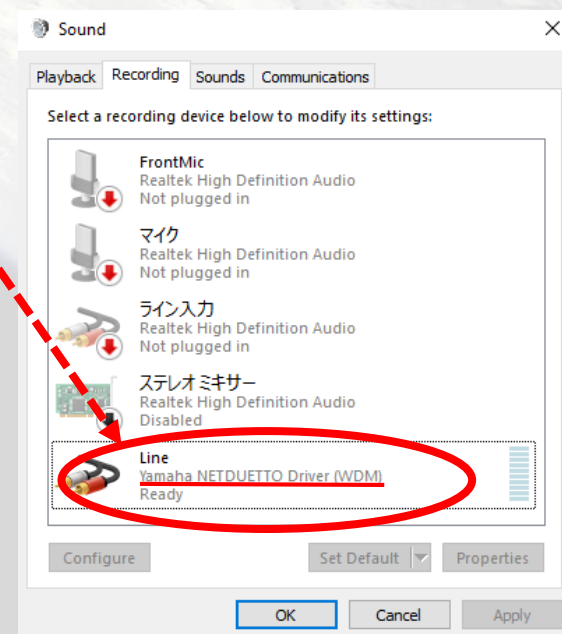 Sound
Playback Recording Sounds Communications
Select a recording device below to modify its settings:
FrontMic
Realtek High Definition Audio
Not plugged in
マイク
Realtek High Definition Audio
Not plugged in
ライン入力
Realtek High Definition Audio
Not plugged in
ステレオ ミキサー
Realtek High Definition Audio
Disabled
Line
Yamaha NETDUETTO Driver (WDM)
Ready
Configure Set Default Properties
OK Cancel Apply